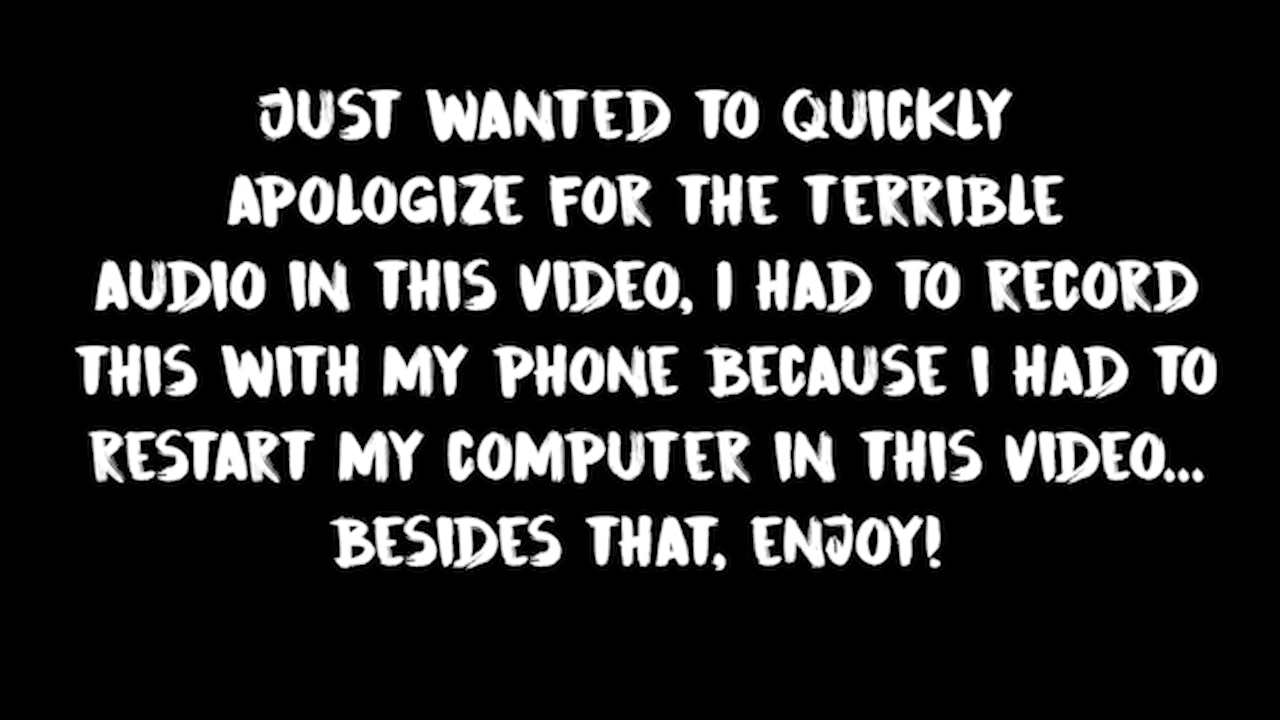 JUST WANTED TO QUICKLY
APOLOGIZE FOR THE TERRIBLE
AUDIO IN THIS VIDEO, I HAD TO RECORD
THIS WITH MY PHONE BECAUSE I HAD TO
RESTART MY COMPUTER IN THIS VIDEO...
BESIDES THAT, ENJOY!